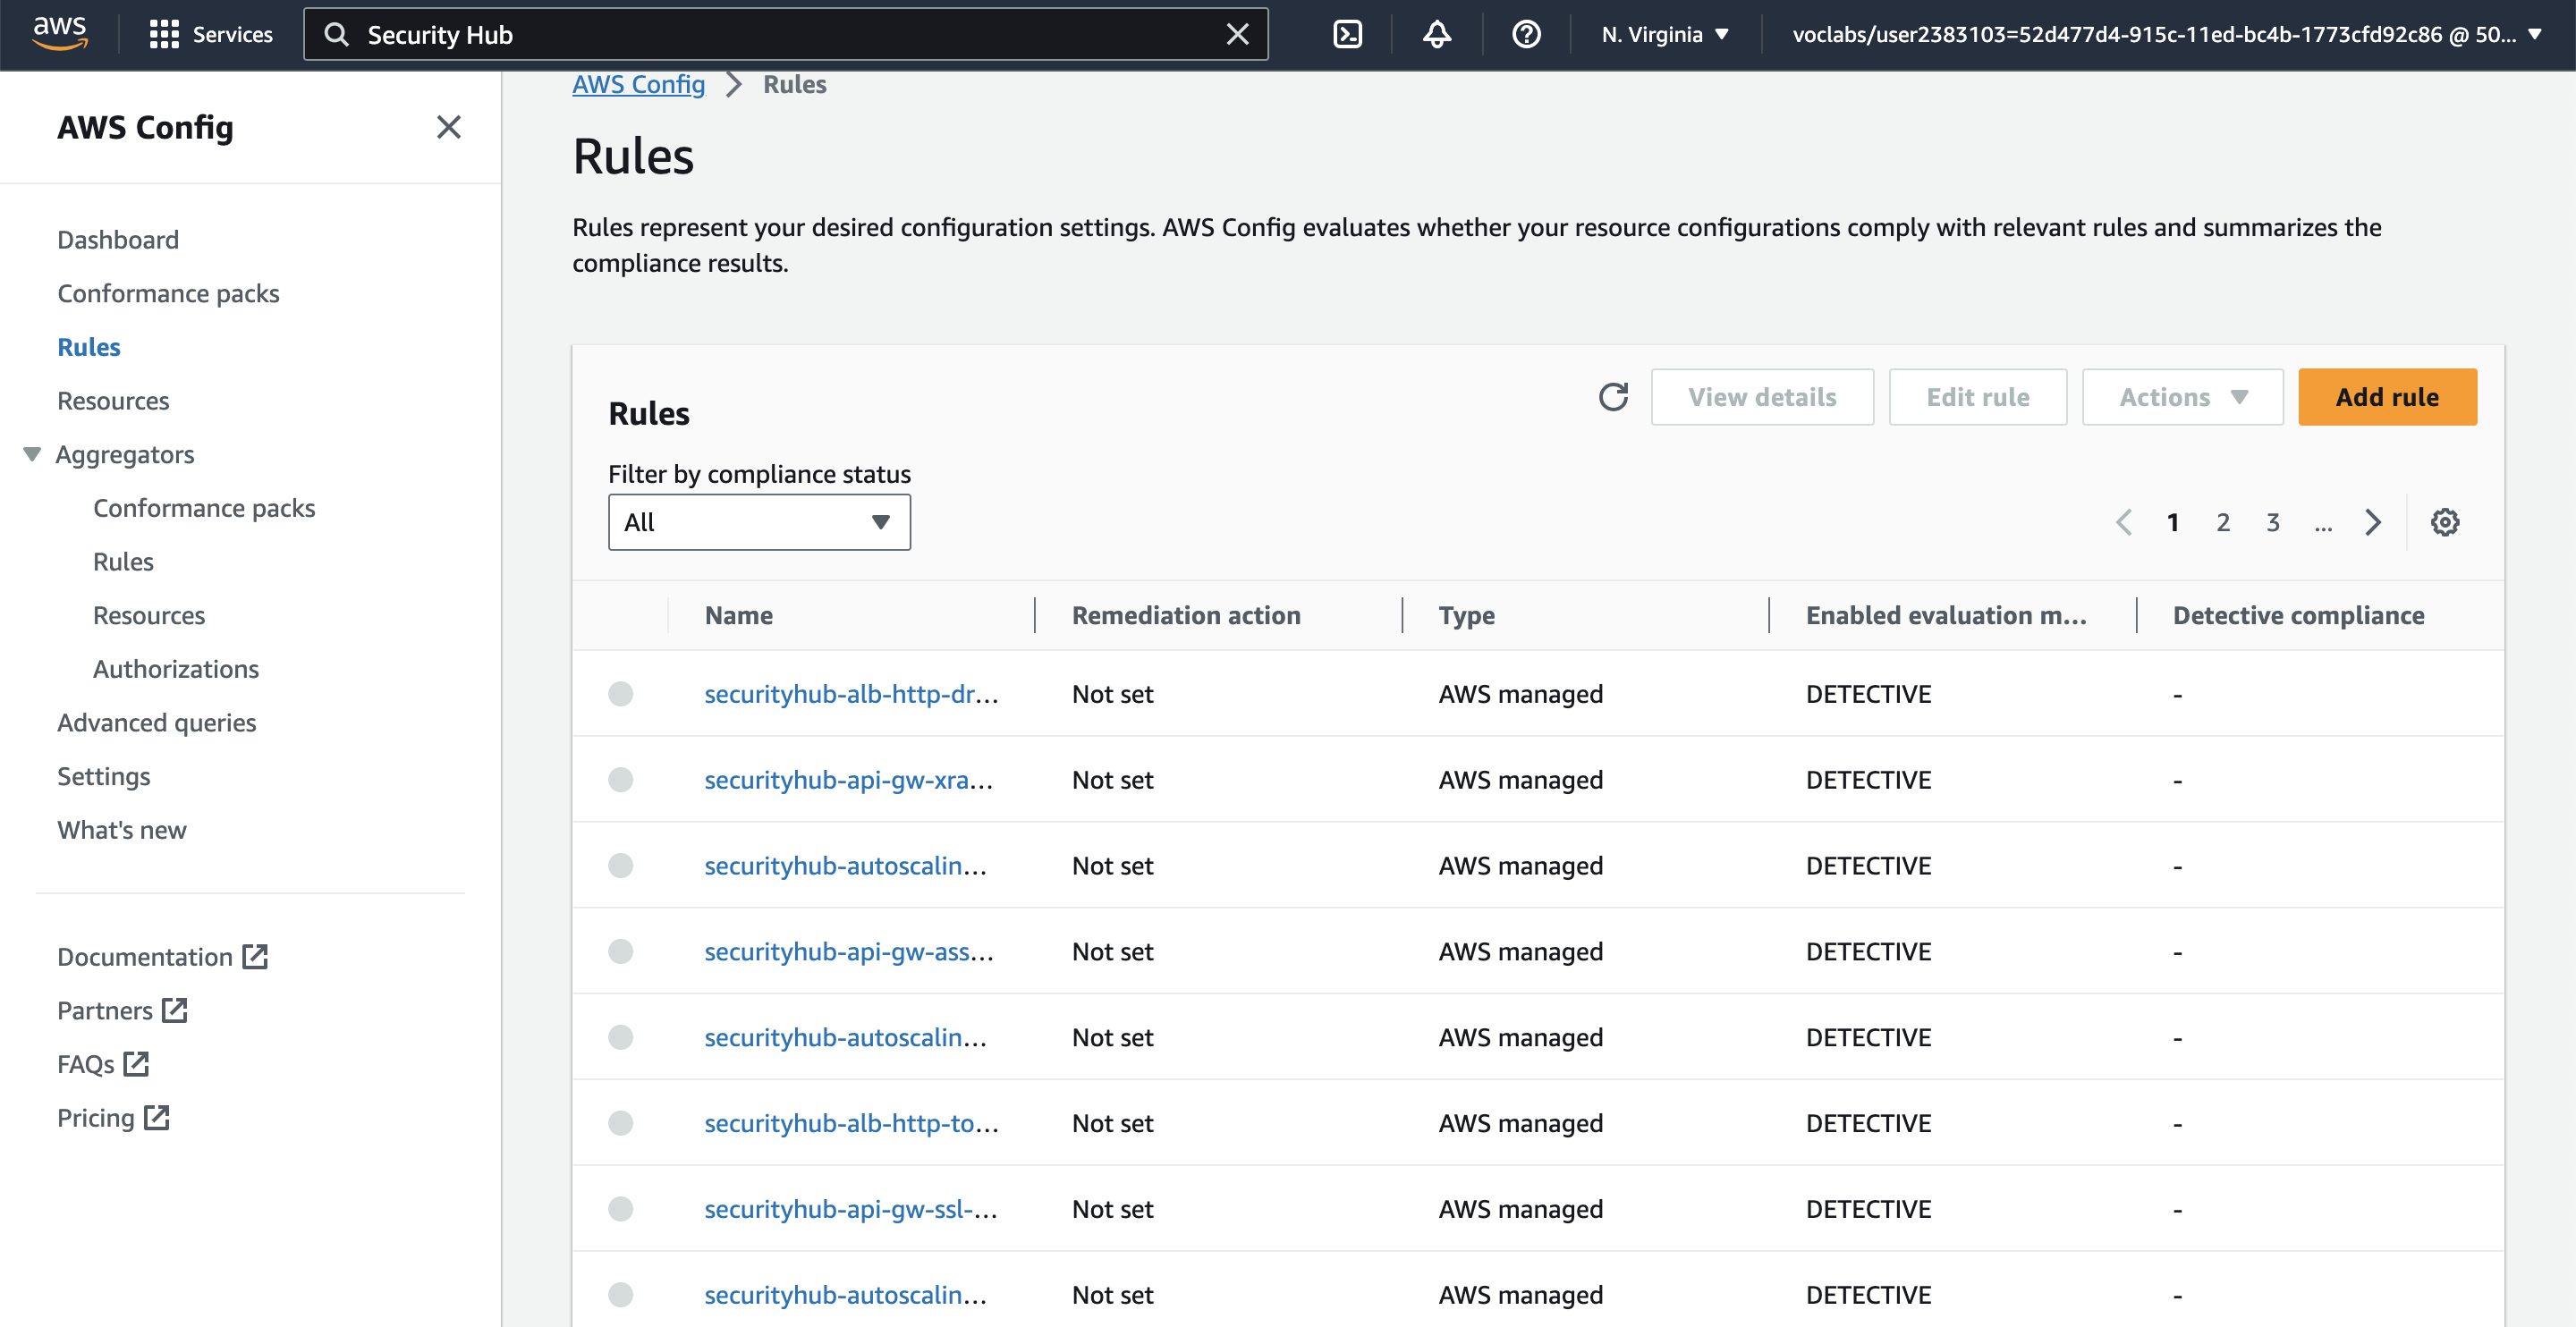 aws
Services
Security Hub
N. Virginia
voclabs/user2383103=52d477d4-915c-11ed-bc4b-1773cfd92c86 @ 50...
AWS Config
Dashboard
Conformance packs
Rules
Resources
Aggregators
Conformance packs
Rules
Resources
Authorizations
Advanced queries
Settings
What's new
Documentation
Partners
FAQs
Pricing
AWS Config > Rules
Rules
Rules represent your desired configuration settings. AWS Config evaluates whether your resource configurations comply with relevant rules and summarizes the
compliance results.
Rules
View details
Edit rule
Actions
Add rule
Filter by compliance status
All
1 2 3 ...
Name Remediation action Type Enabled evaluation m... Detective compliance
securityhub-alb-http-dr... Not set AWS managed DETECTIVE -
securityhub-api-gw-xra... Not set AWS managed DETECTIVE -
securityhub-autoscalin... Not set AWS managed DETECTIVE -
securityhub-api-gw-ass... Not set AWS managed DETECTIVE -
securityhub-autoscalin... Not set AWS managed DETECTIVE -
securityhub-alb-http-to... Not set AWS managed DETECTIVE -
securityhub-api-gw-ssl-... Not set AWS managed DETECTIVE -
securityhub-autoscalin... Not set AWS managed DETECTIVE -